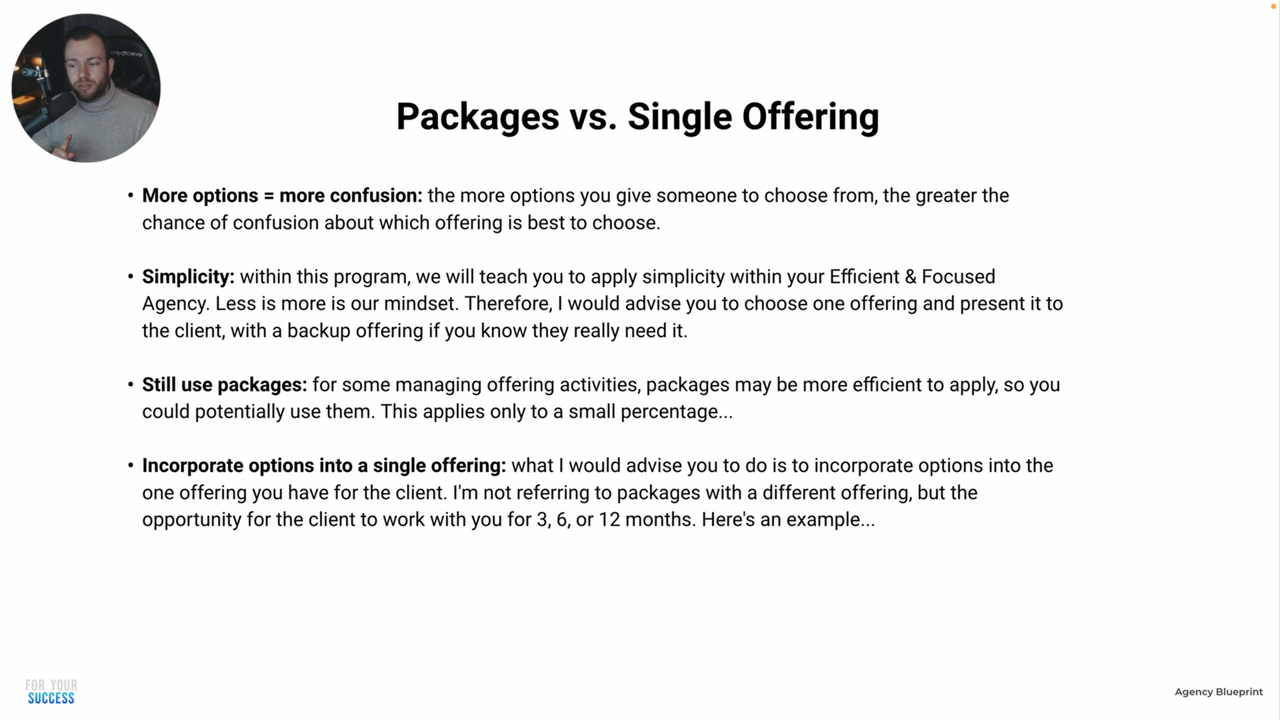 Packages vs. Single Offering
• More options = more confusion: the more options you give someone to choose from, the greater the
chance of confusion about which offering is best to choose.
• Simplicity: within this program, we will teach you to apply simplicity within your Efficient & Focused
Agency. Less is more is our mindset. Therefore, I would advise you to choose one offering and present it to
the client, with a backup offering if you know they really need it.
• Still use packages: for some managing offering activities, packages may be more efficient to apply, so you
could potentially use them. This applies only to a small percentage...
• Incorporate options into a single offering: what I would advise you to do is to incorporate options into the
one offering you have for the client. I'm not referring to packages with a different offering, but the
opportunity for the client to work with you for 3, 6, or 12 months. Here's an example...
FOR YOUR
SUCCESS
Agency Blueprint